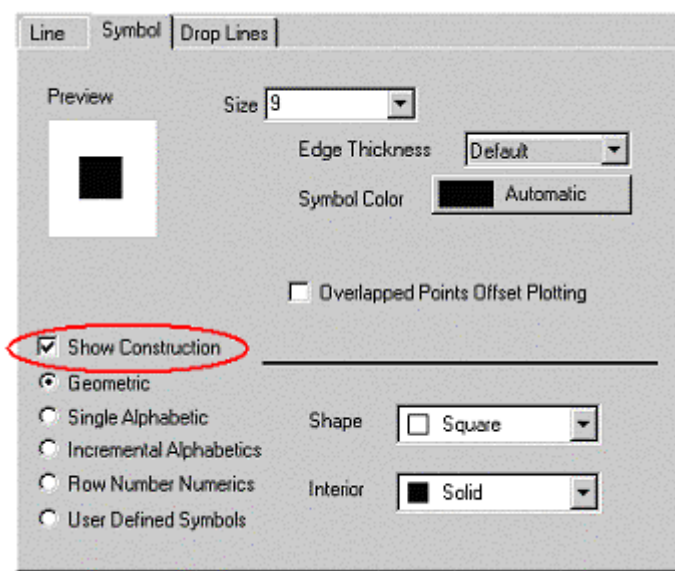 Line Symbol Drop Lines
Preview
Size 9
Edge Thickness Default
Symbol Color Automatic
Overlapped Points Offset Plotting
Show Construction
Geometric
Single Alphabetic
Incremental Alphabetics
Row Number Numerics
User Defined Symbols
Shape Square
Interior Solid